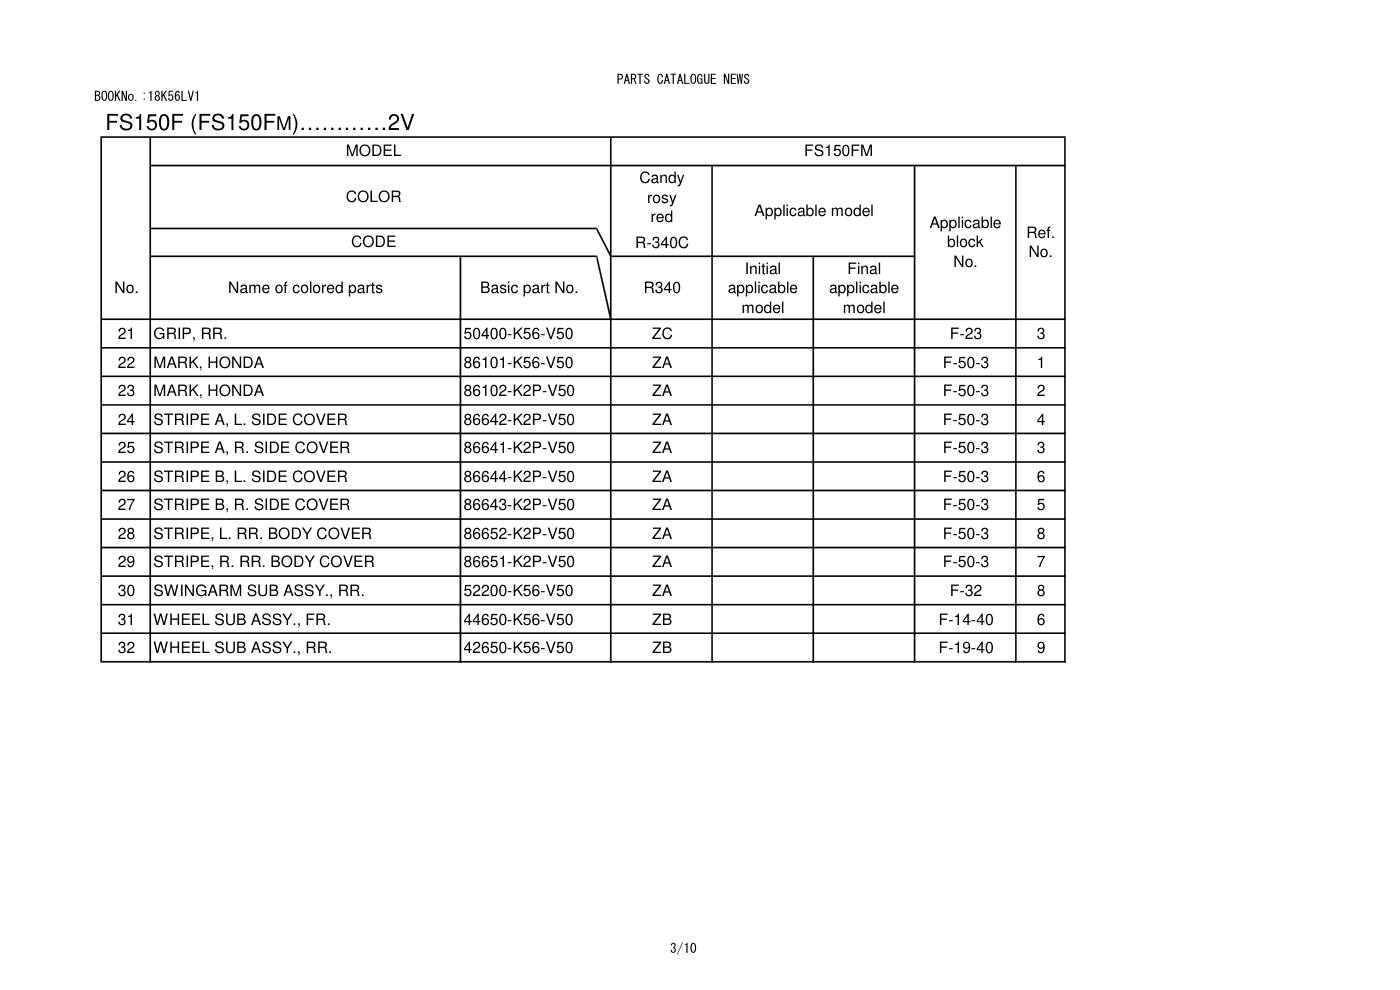 PARTS CATALOGUE NEWS
BOOKNo. :18K56LV1
FS150F (FS150FM)…………2V
MODEL FS150FM
COLOR Candy rosy red R-340C Applicable model Applicable block No. Ref. No.
CODE
No. Name of colored parts Basic part No. R340 Initial applicable model Final applicable model
21 GRIP, RR. 50400-K56-V50 ZC F-23 3
22 MARK, HONDA 86101-K56-V50 ZA F-50-3 1
23 MARK, HONDA 86102-K2P-V50 ZA F-50-3 2
24 STRIPE A, L. SIDE COVER 86642-K2P-V50 ZA F-50-3 4
25 STRIPE A, R. SIDE COVER 86641-K2P-V50 ZA F-50-3 3
26 STRIPE B, L. SIDE COVER 86644-K2P-V50 ZA F-50-3 6
27 STRIPE B, R. SIDE COVER 86643-K2P-V50 ZA F-50-3 5
28 STRIPE, L. RR. BODY COVER 86652-K2P-V50 ZA F-50-3 8
29 STRIPE, R. RR. BODY COVER 86651-K2P-V50 ZA F-50-3 7
30 SWINGARM SUB ASSY., RR. 52200-K56-V50 ZA F-32 8
31 WHEEL SUB ASSY., FR. 44650-K56-V50 ZB F-14-40 6
32 WHEEL SUB ASSY., RR. 42650-K56-V50 ZB F-19-40 9
3/10